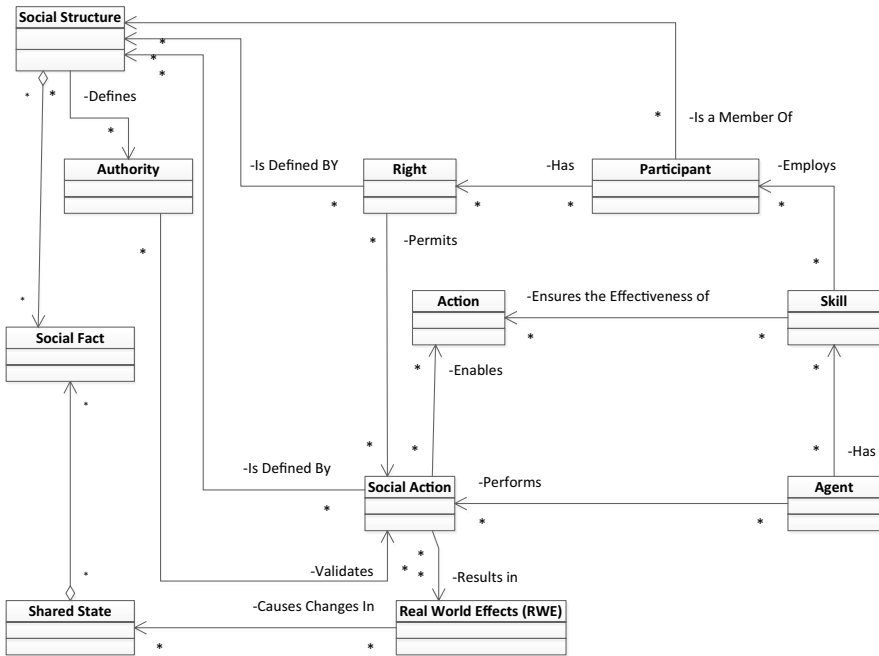 Social Structure
*
*
*
*
*
-Defines
*
*
-Is a Member Of
Authority
-Is Defined BY
Right
-Has
Participant
-Employs
*
*
*
*
*
*
-Permits
*
*
Action
-Ensures the Effectiveness of
Skill
*
Social Fact
*
*
*
-Enables
*
*
*
*
*
-Has
-Is Defined By
Social Action
-Performs
Agent
*
*
*
*
*
*
-Validates
*
-Results in
Shared State
-Causes Changes In
Real World Effects (RWE)
*
*